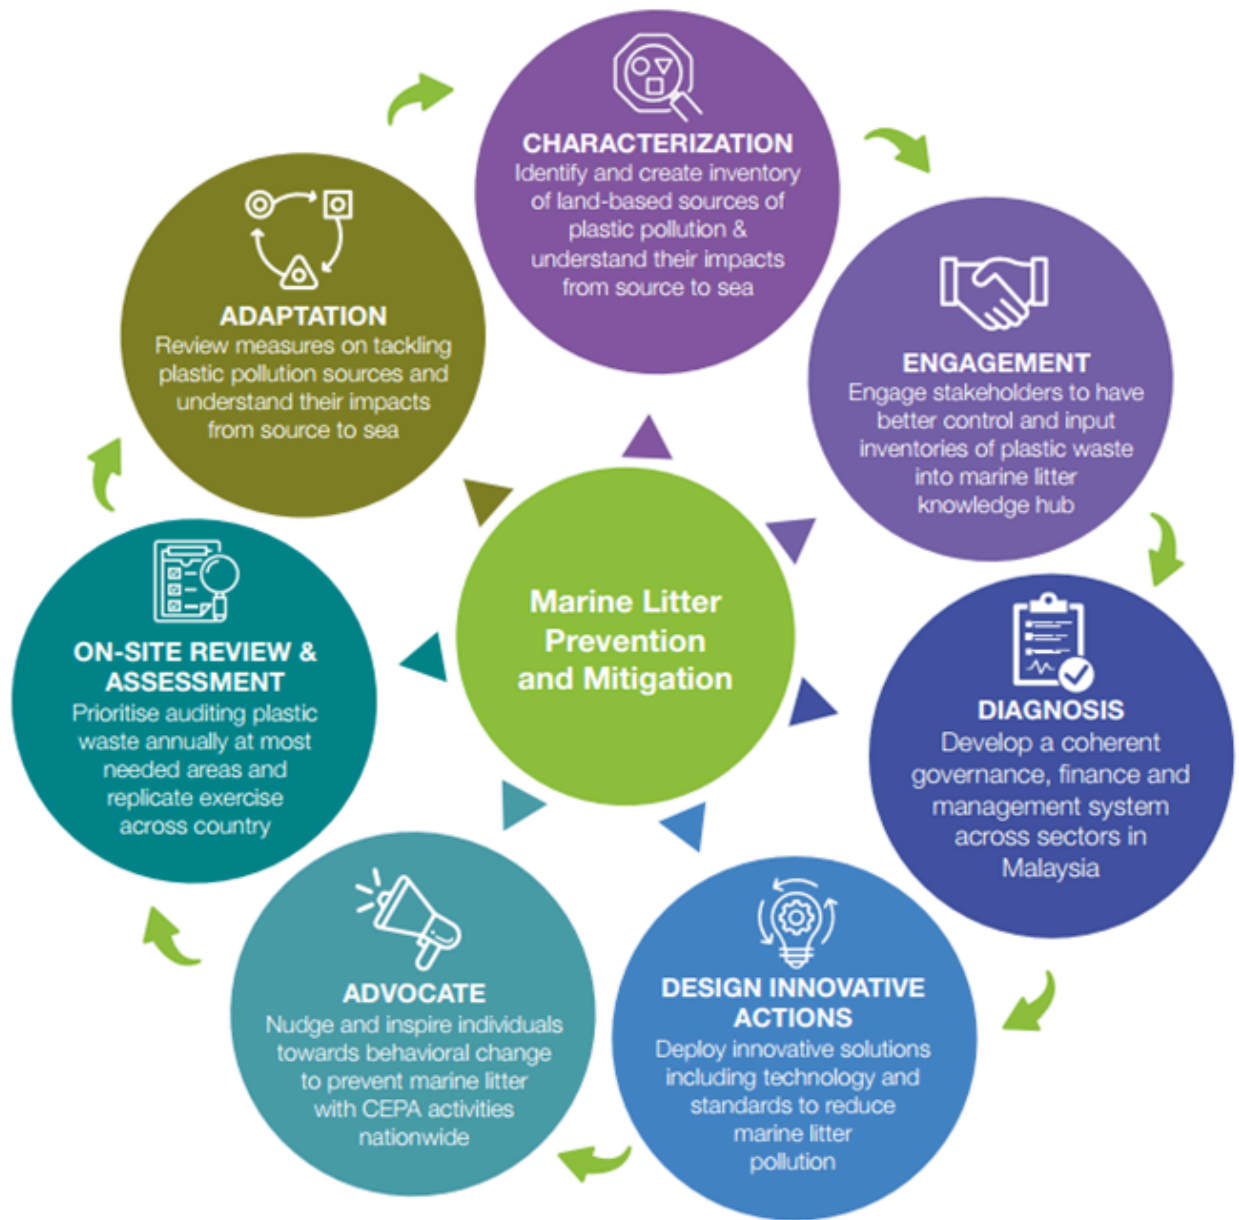 CHARACTERIZATION
Identify and create inventory
of land-based sources of
plastic pollution &
understand their impacts
from source to sea
ENGAGEMENT
Engage stakeholders to have
better control and input
inventories of plastic waste
into marine litter
knowledge hub
DIAGNOSIS
Develop a coherent
governance, finance and
management system
across sectors in
Malaysia
DESIGN INNOVATIVE
ACTIONS
Deploy innovative solutions
including technology and
standards to reduce
marine litter
pollution
ADVOCATE
Nudge and inspire individuals
towards behavioral change
to prevent marine litter
with CEPA activities
nationwide
ON-SITE REVIEW &
ASSESSMENT
Prioritise auditing plastic
waste annually at most
needed areas and
replicate exercise
across country
ADAPTATION
Review measures on tackling
plastic pollution sources and
understand their impacts
from source to sea
Marine Litter
Prevention
and Mitigation